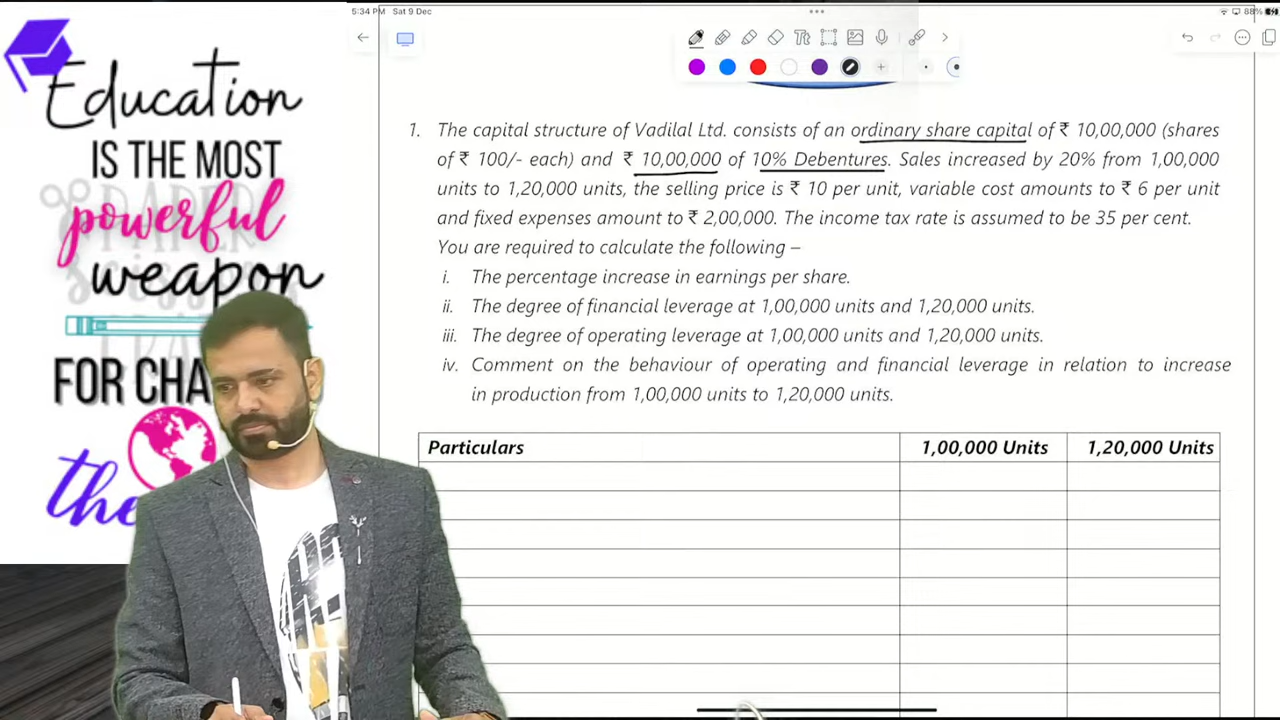 5:34 PM Sat 9 Dec
88%
Education
IS THE MOST
powerful
weapon
FOR CHA
the
1. The capital structure of Vadilal Ltd. consists of an ordinary share capital of ₹ 10,00,000 (shares
of ₹ 100/- each) and ₹ 10,00,000 of 10% Debentures. Sales increased by 20% from 1,00,000
units to 1,20,000 units, the selling price is ₹ 10 per unit, variable cost amounts to ₹ 6 per unit
and fixed expenses amount to ₹ 2,00,000. The income tax rate is assumed to be 35 per cent.
You are required to calculate the following –
i. The percentage increase in earnings per share.
ii. The degree of financial leverage at 1,00,000 units and 1,20,000 units.
iii. The degree of operating leverage at 1,00,000 units and 1,20,000 units.
iv. Comment on the behaviour of operating and financial leverage in relation to increase
in production from 1,00,000 units to 1,20,000 units.
Particulars 1,00,000 Units 1,20,000 Units